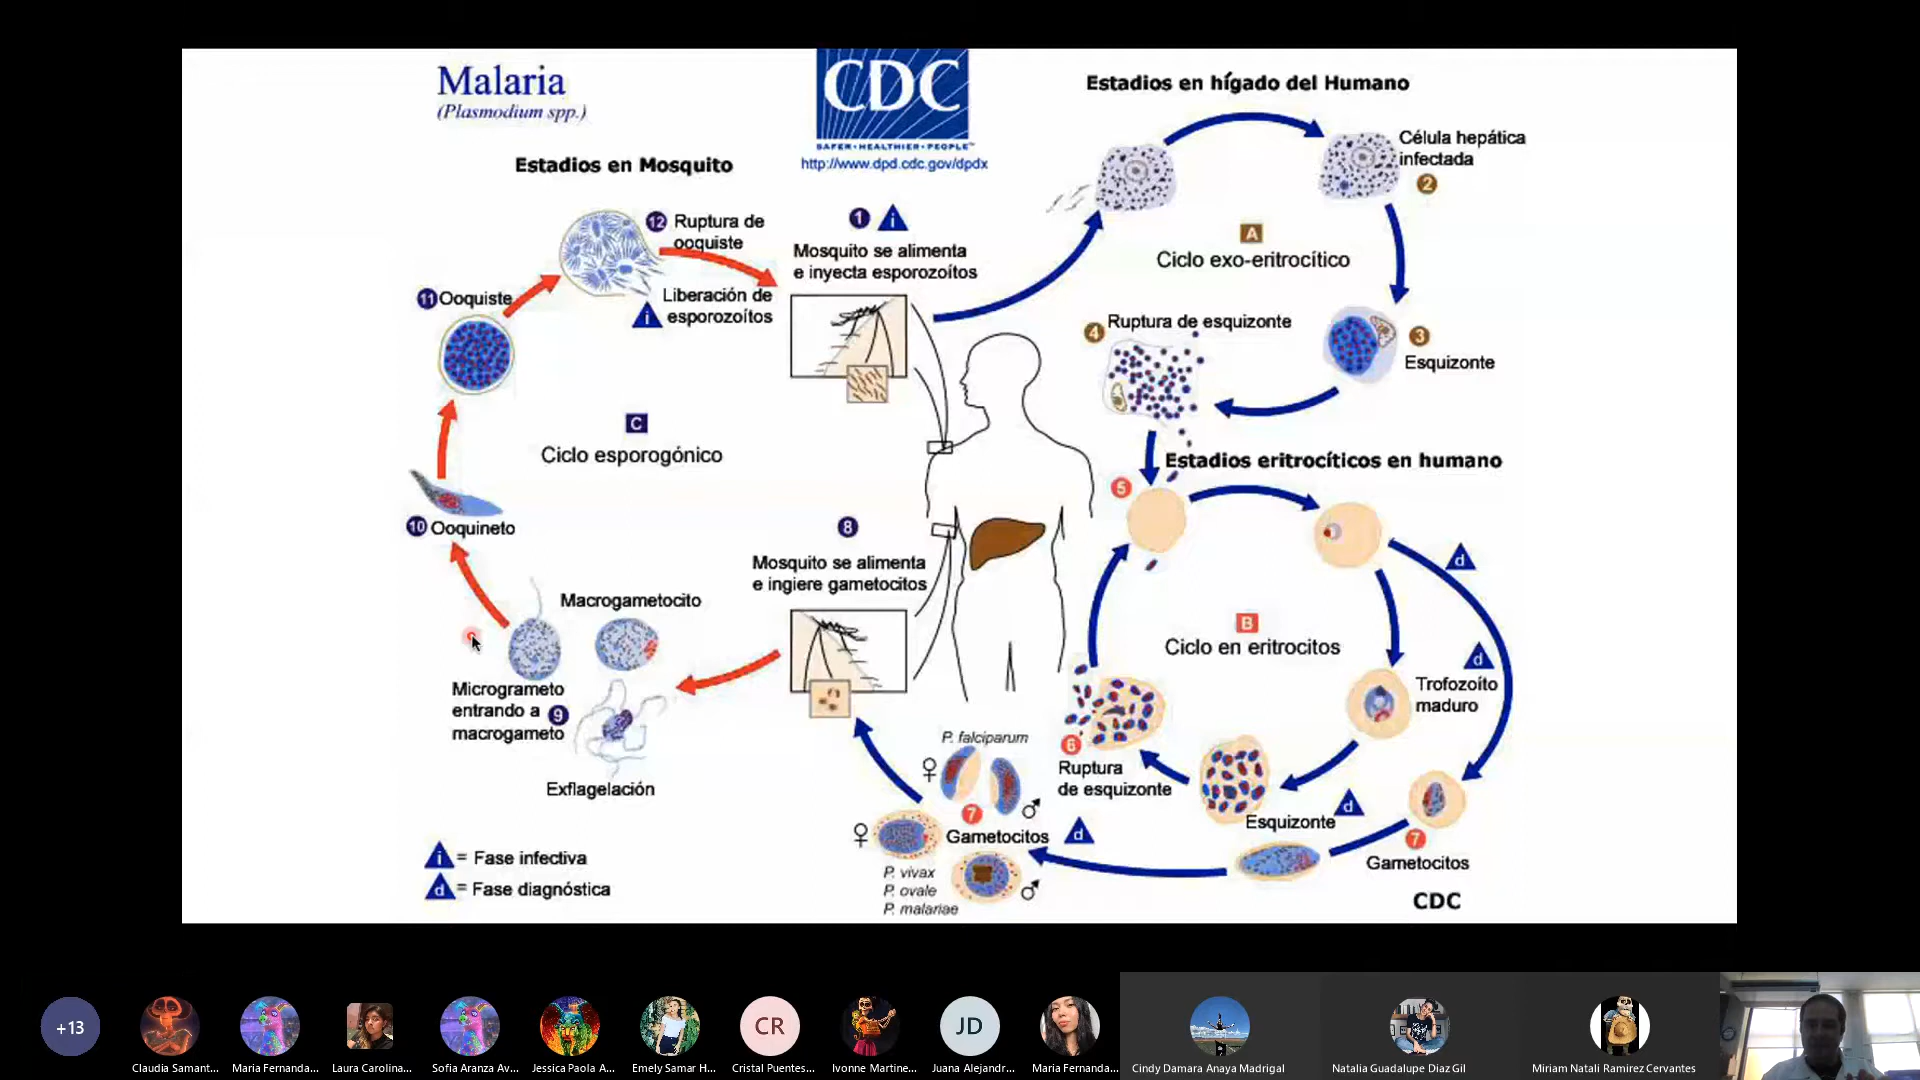 Malaria
(Plasmodium spp.)
CDC
SAFER•HEALTHIER•PEOPLE™
http://www.dpd.cdc.gov/dpdx
Estadios en hígado del Humano
Célula hepática
infectada
2
Estadios en Mosquito
12 Ruptura de
ooquiste
1 i
Mosquito se alimenta
e inyecta esporozoítos
A
Ciclo exo-eritrocítico
11 Ooquiste
Liberación de
i esporozoítos
4 Ruptura de esquizonte
3
Esquizonte
C
Ciclo esporogónico
Estadios eritrocíticos en humano
5
10 Ooquineto
8
Mosquito se alimenta
e ingiere gametocitos
d
Macrogametocito
B
Ciclo en eritrocitos
d
Trofozoíto
maduro
Microgrameto
entrando a 9
macrogameto
Exflagelación
P. falciparum
♀
♂
7
Gametocitos d
♀
♂
P. vivax
P. ovale
P. malariae
6
Ruptura
de esquizonte
d
Esquizonte
7
Gametocitos
i = Fase infectiva
d = Fase diagnóstica
CDC
+13
CR
JD
Claudia Samant...
Maria Fernanda...
Laura Carolina...
Sofia Aranza Av...
Jessica Paola A...
Emely Samar H...
Cristal Puentes...
Ivonne Martine...
Juana Alejandr...
Maria Fernanda...
Cindy Damara Anaya Madrigal
Natalia Guadalupe Diaz Gil
Miriam Natali Ramirez Cervantes